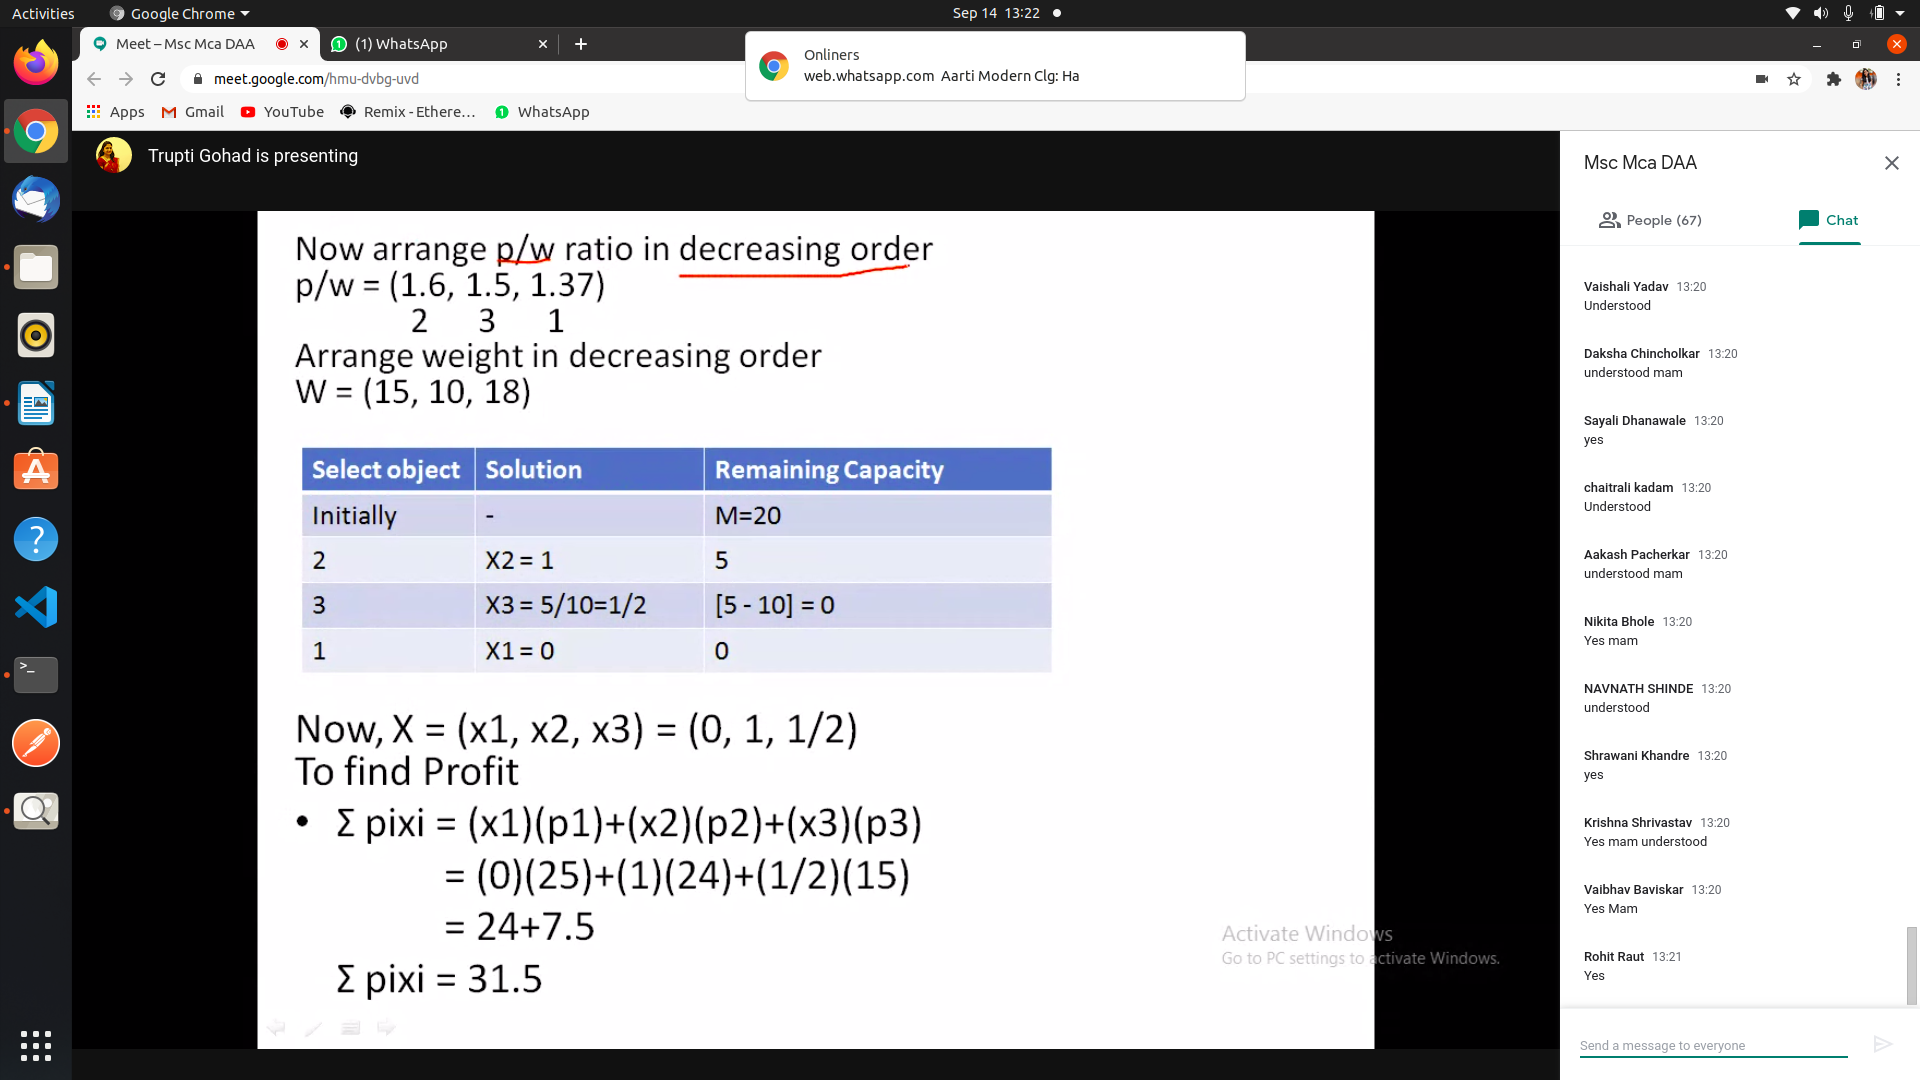 Activities
Google Chrome
Sep 14 13:22
Meet – Msc Mca DAA
(1) WhatsApp
Onliners
web.whatsapp.com Aarti Modern Clg: Ha
meet.google.com/hmu-dvbg-uvd
Apps
Gmail
YouTube
Remix - Ethere…
WhatsApp
Trupti Gohad is presenting
Now arrange p/w ratio in decreasing order
p/w = (1.6, 1.5, 1.37)
2 3 1
Arrange weight in decreasing order
W = (15, 10, 18)
Select object Solution Remaining Capacity
Initially - M=20
2 X2 = 1 5
3 X3 = 5/10=1/2 [5 - 10] = 0
1 X1 = 0 0
Now, X = (x1, x2, x3) = (0, 1, 1/2)
To find Profit
• Σ pixi = (x1)(p1)+(x2)(p2)+(x3)(p3)
= (0)(25)+(1)(24)+(1/2)(15)
= 24+7.5
Σ pixi = 31.5
Activate Windows
Go to PC settings to activate Windows.
Msc Mca DAA
People (67)
Chat
Vaishali Yadav 13:20
Understood
Daksha Chincholkar 13:20
understood mam
Sayali Dhanawale 13:20
yes
chaitrali kadam 13:20
Understood
Aakash Pacherkar 13:20
understood mam
Nikita Bhole 13:20
Yes mam
NAVNATH SHINDE 13:20
understood
Shrawani Khandre 13:20
yes
Krishna Shrivastav 13:20
Yes mam understood
Vaibhav Baviskar 13:20
Yes Mam
Rohit Raut 13:21
Yes
Send a message to everyone